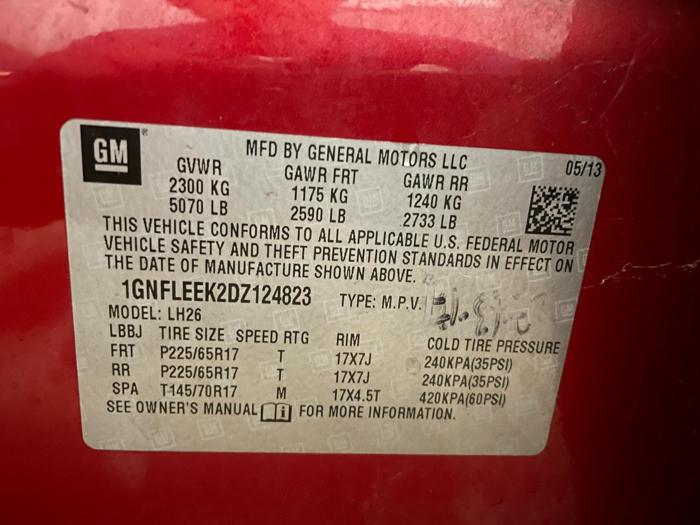 GM
MFD BY GENERAL MOTORS LLC 05/13
GVWR GAWR FRT GAWR RR
2300 KG 1175 KG 1240 KG
5070 LB 2590 LB 2733 LB
THIS VEHICLE CONFORMS TO ALL APPLICABLE U.S. FEDERAL MOTOR
VEHICLE SAFETY AND THEFT PREVENTION STANDARDS IN EFFECT ON
THE DATE OF MANUFACTURE SHOWN ABOVE.
1GNFLEEK2DZ124823 TYPE: M.P.V.
MODEL: LH26
LBBJ TIRE SIZE SPEED RTG RIM COLD TIRE PRESSURE
FRT P225/65R17 T 17X7J 240KPA(35PSI)
RR P225/65R17 T 17X7J 240KPA(35PSI)
SPA T145/70R17 M 17X4.5T 420KPA(60PSI)
SEE OWNER'S MANUAL FOR MORE INFORMATION.